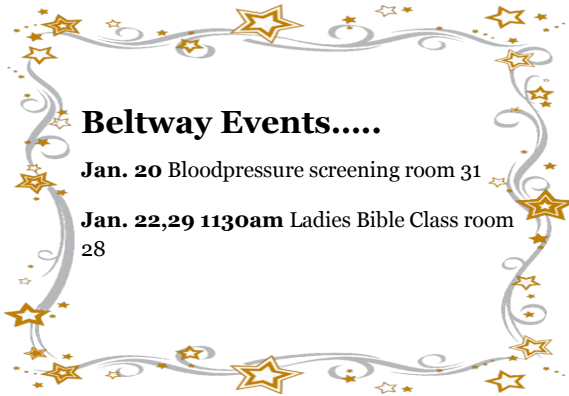 Beltway Events.....
Jan. 20 Bloodpressure screening room 31
Jan. 22,29 1130am Ladies Bible Class room
28